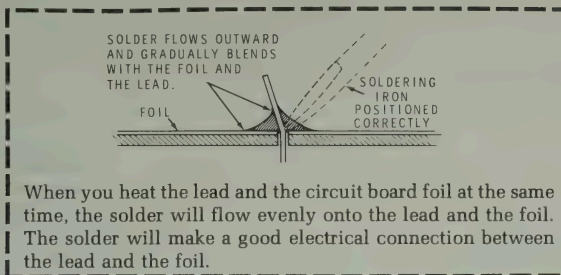 SOLDER FLOWS OUTWARD
AND GRADUALLY BLENDS
WITH THE FOIL AND
THE LEAD.
FOIL
SOLDERING
IRON
POSITIONED
CORRECTLY
When you heat the lead and the circuit board foil at the same
time, the solder will flow evenly onto the lead and the foil.
The solder will make a good electrical connection between
the lead and the foil.